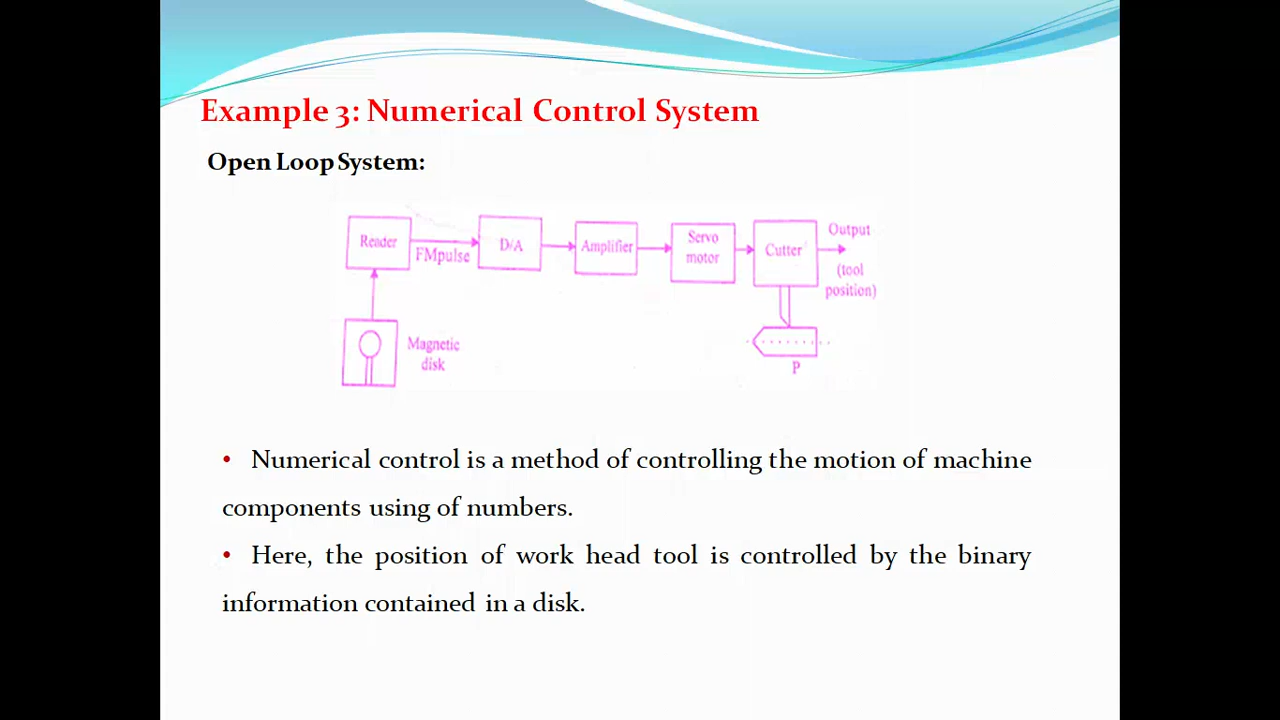 Example 3: Numerical Control System
Open Loop System:
Reader
FMpulse
D/A
Amplifier
Servo
motor
Cutter
Output
(tool
position)
Magnetic
disk
P
• Numerical control is a method of controlling the motion of machine
components using of numbers.
• Here, the position of work head tool is controlled by the binary
information contained in a disk.